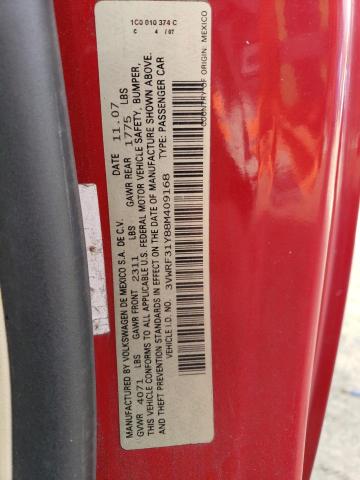 1C0 010 374 C
C 4 / 07
MANUFACTURED BY VOLKSWAGEN DE MEXICO S.A. DE C.V. DATE 11.07
GVWR 4071 LBS GAWR FRONT 2311 LBS GAWR REAR 1775 LBS
THIS VEHICLE CONFORMS TO ALL APPLICABLE U.S. FEDERAL MOTOR VEHICLE SAFETY, BUMPER,
AND THEFT PREVENTION STANDARDS IN EFFECT ON THE DATE OF MANUFACTURE SHOWN ABOVE.
VEHICLE I.D. NO. 3VWRF31Y88M409168 TYPE: PASSENGER CAR
COUNTRY OF ORIGIN: MEXICO